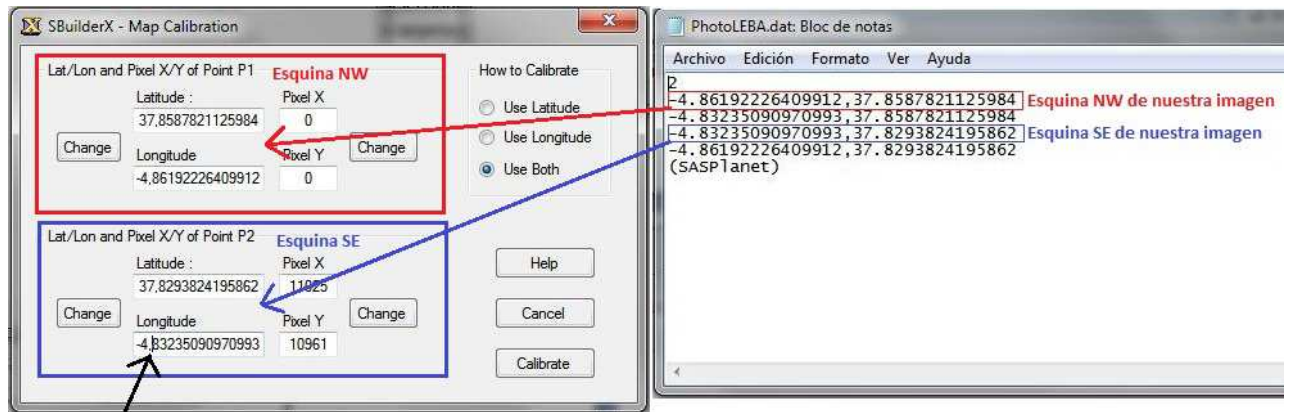 SBuilderX - Map Calibration
Lat/Lon and Pixel X/Y of Point P1
Esquina NW
Latitude :
Pixel X
37,8587821125984
0
Change
Longitude
Pixel Y
Change
-4,86192226409912
0
Lat/Lon and Pixel X/Y of Point P2
Esquina SE
Latitude :
Pixel X
37,8293824195862
11025
Change
Longitude
Pixel Y
Change
-4,83235090970993
10961
How to Calibrate
Use Latitude
Use Longitude
Use Both
Help
Cancel
Calibrate
PhotoLEBA.dat: Bloc de notas
Archivo Edición Formato Ver Ayuda
2
-4.86192226409912,37.8587821125984 Esquina NW de nuestra imagen
-4.83235090970993,37.8587821125984
-4.83235090970993,37.8293824195862 Esquina SE de nuestra imagen
-4.86192226409912,37.8293824195862
(SASPlanet)